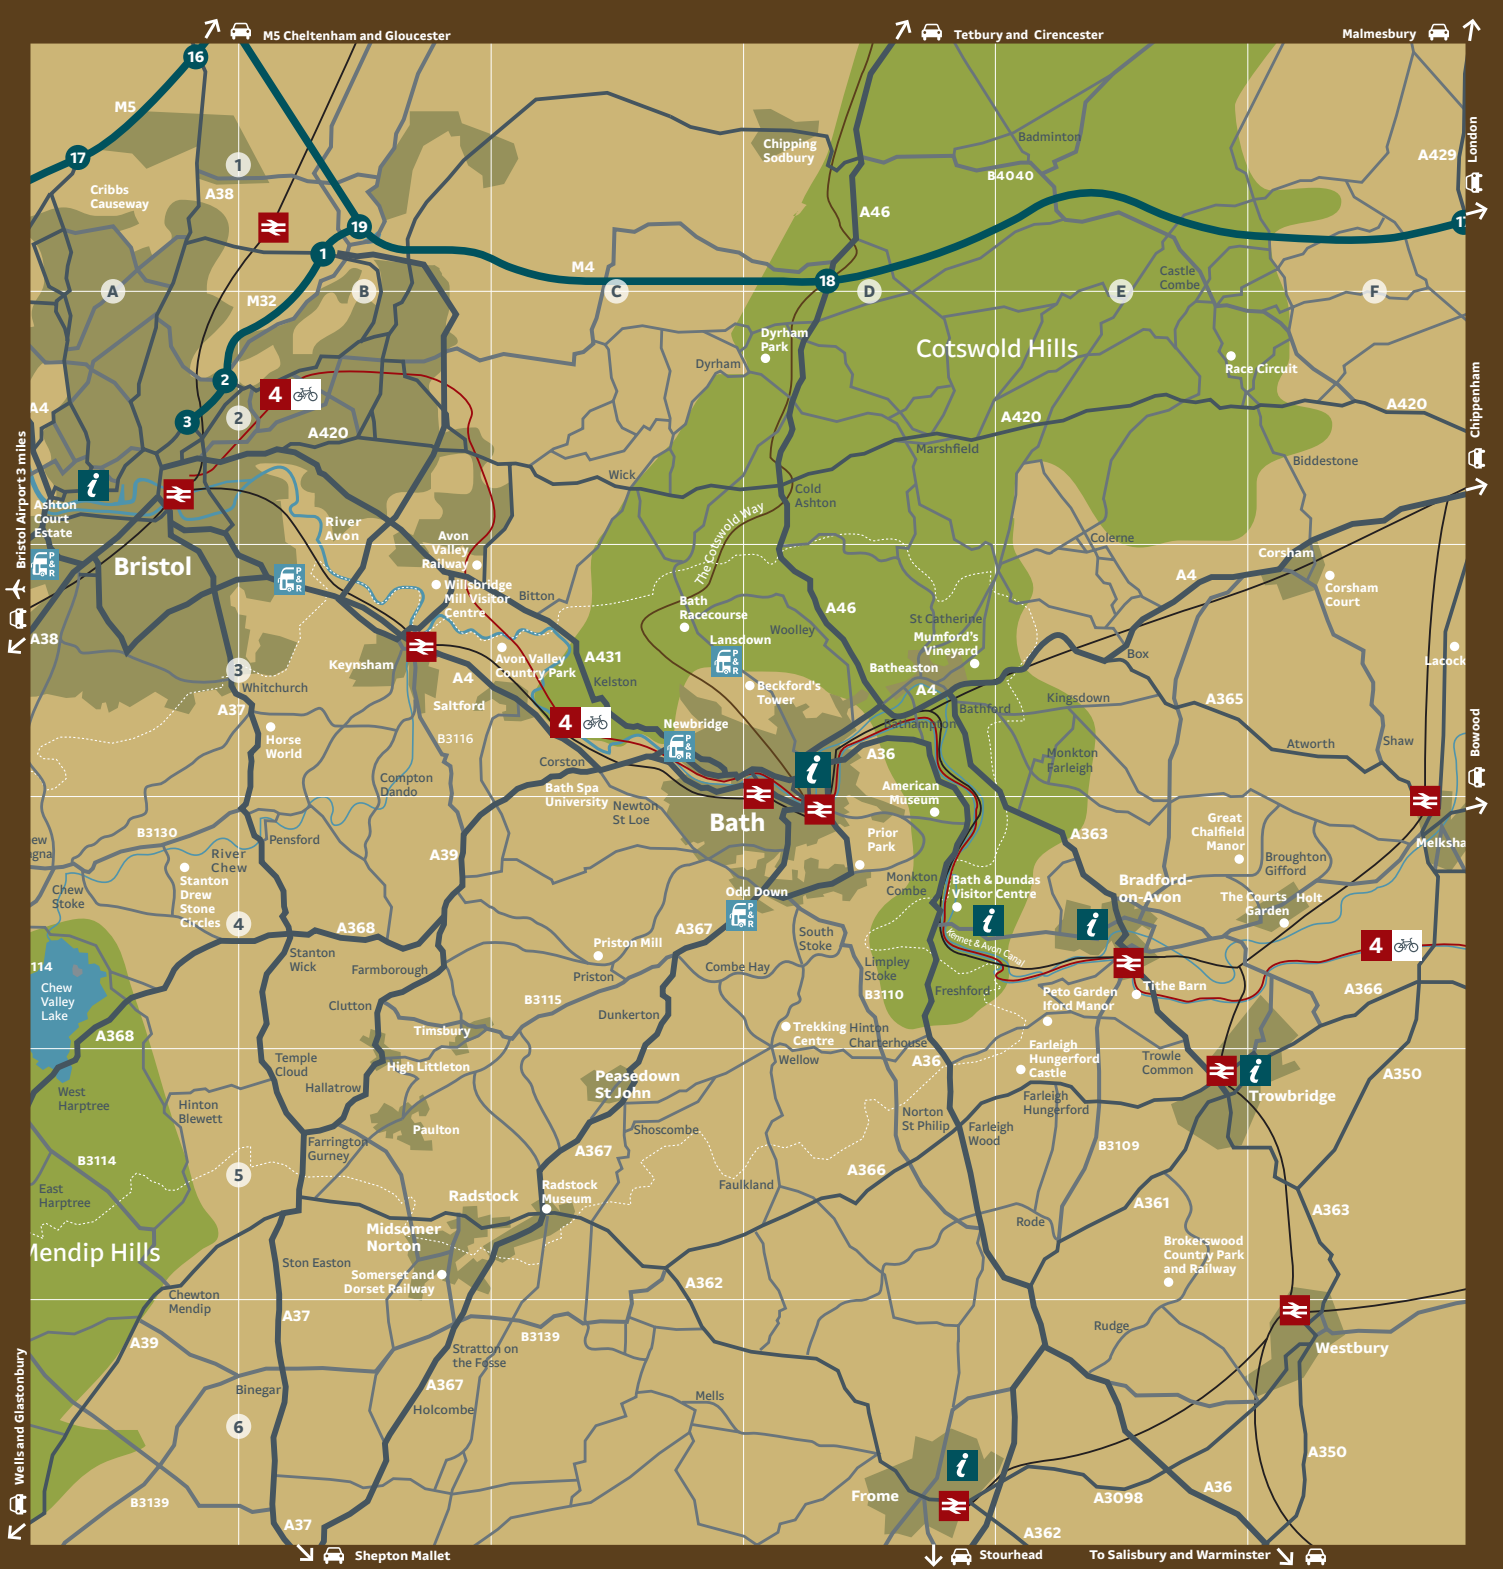 M5 Cheltenham and Gloucester
Tetbury and Cirencester
Malmesbury
16
M5
17
1
Cribbs
Causeway
A38
19
1
Chipping
Sodbury
Badminton
B4040
A46
A429
London
17
M4
18
A
B
C
D
E
F
M32
Castle
Combe
Dyrham
Park
Dyrham
Cotswold Hills
Race Circuit
2
4
3
2
A4
A420
A420
A420
Chippenham
Marshfield
Biddestone
Wick
Cold
Ashton
Bristol Airport 3 miles
Ashton
Court
Estate
River
Avon
The Cotswold Way
Avon
Valley
Railway
Colerne
Corsham
P&R
Bristol
P&R
Willsbridge
Mill Visitor
Centre
Bitton
A4
Corsham
Court
A46
Bath
Racecourse
Woolley
St Catherine
A38
Lansdown
P&R
Mumford's
Vineyard
Keynsham
Avon Valley
Country Park
A431
Batheaston
Box
Lacock
3
Whitchurch
A4
Kelston
Beckford's
Tower
A4
Kingsdown
A365
Saltford
A37
Bathford
Bathampton
4
Newbridge
P&R
Horse
World
B3116
Atworth
Shaw
Bowood
A36
Monkton
Farleigh
Corston
Compton
Dando
Bath Spa
University
American
Museum
Newton
St Loe
Bath
B3130
Pensford
Prior
Park
A363
Great
Chalfield
Manor
Melksha
ew
gna
River
Chew
A39
Broughton
Gifford
Chew
Stoke
Stanton
Drew
Stone
Circles
Monkton
Combe
Bath & Dundas
Visitor Centre
Bradford-
on-Avon
The Courts
Garden
Holt
Odd Down
P&R
4
A368
A367
South
Stoke
Kennet & Avon Canal
4
Priston Mill
Stanton
Wick
Farmborough
Priston
Combe Hay
Limpley
Stoke
114
Chew
Valley
Lake
B3115
B3110
Freshford
Tithe Barn
A366
Clutton
Peto Garden
Iford Manor
A368
Timsbury
Dunkerton
Trekking
Centre
Hinton
Charterhouse
Temple
Cloud
High Littleton
Wellow
A36
Farleigh
Hungerford
Castle
Trowle
Common
A350
West
Harptree
Hallatrow
Peasedown
St John
Farleigh
Hungerford
Trowbridge
Hinton
Blewett
Paulton
Shoscombe
Norton
St Philip
Farleigh
Wood
Farrington
Gurney
B3109
B3114
A367
5
A366
East
Harptree
Radstock
Radstock
Museum
Faulkland
A361
A363
Rode
Midsomer
Norton
Mendip Hills
Ston Easton
Brokerswood
Country Park
and Railway
Somerset and
Dorset Railway
A362
Chewton
Mendip
A37
Rudge
B3139
A39
Stratton on
the Fosse
Westbury
Wells and Glastonbury
Binegar
A367
Mells
Holcombe
6
A350
B3139
Frome
A3098
A36
A37
A362
Shepton Mallet
Stourhead
To Salisbury and Warminster